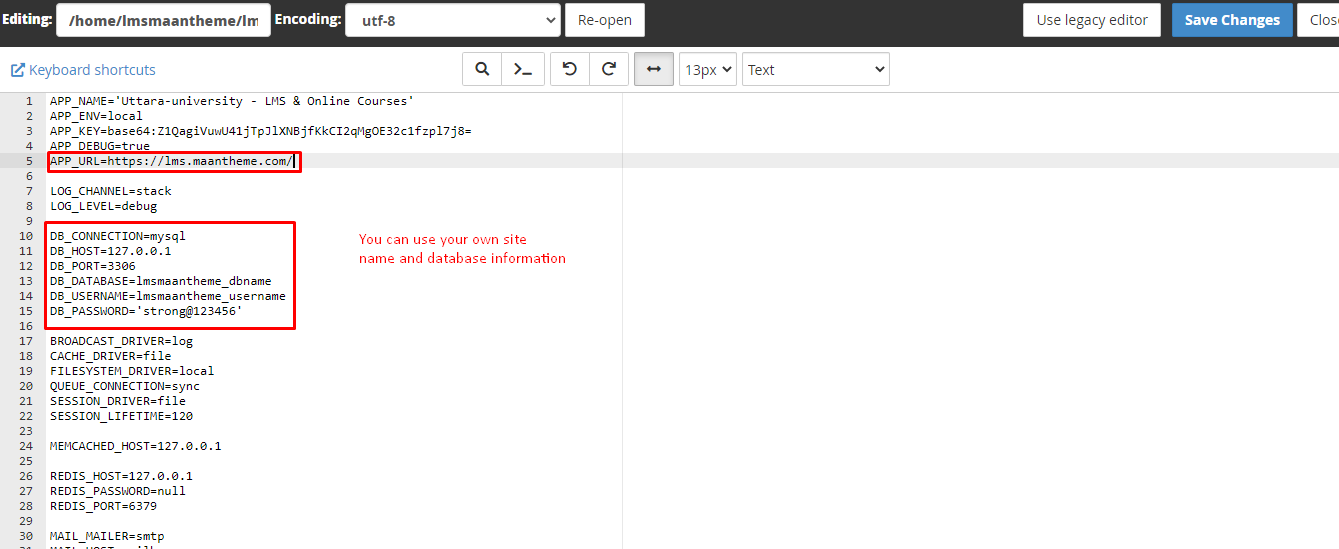 Editing: /home/lmsmaantheme/lm Encoding: utf-8 Re-open Use legacy editor Save Changes Close
Keyboard shortcuts 13px Text
1 APP_NAME='Uttara-university - LMS & Online Courses'
2 APP_ENV=local
3 APP_KEY=base64:Z1QagiVuwU41jTpJlXNBjfKkCI2qMgOE32c1fzpl7j8=
4 APP_DEBUG=true
5 APP_URL=https://lms.maantheme.com/
6
7 LOG_CHANNEL=stack
8 LOG_LEVEL=debug
9
10 DB_CONNECTION=mysql
11 DB_HOST=127.0.0.1
12 DB_PORT=3306
13 DB_DATABASE=lmsmaantheme_dbname
14 DB_USERNAME=lmsmaantheme_username
15 DB_PASSWORD='strong@123456'
You can use your own site
name and database information
16
17 BROADCAST_DRIVER=log
18 CACHE_DRIVER=file
19 FILESYSTEM_DRIVER=local
20 QUEUE_CONNECTION=sync
21 SESSION_DRIVER=file
22 SESSION_LIFETIME=120
23
24 MEMCACHED_HOST=127.0.0.1
25
26 REDIS_HOST=127.0.0.1
27 REDIS_PASSWORD=null
28 REDIS_PORT=6379
29
30 MAIL_MAILER=smtp